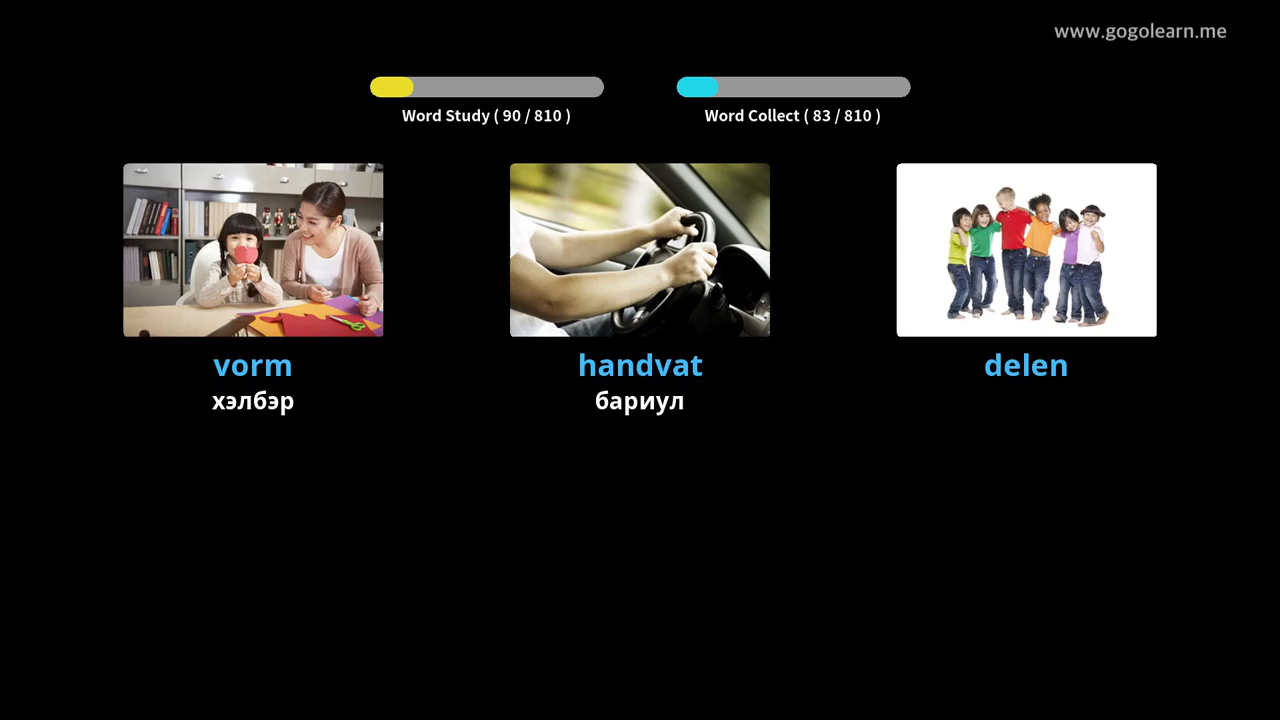 www.gogolearn.me
Word Study ( 90 / 810 )
Word Collect ( 83 / 810 )
vorm
handvat
delen
хэлбэр
бариул